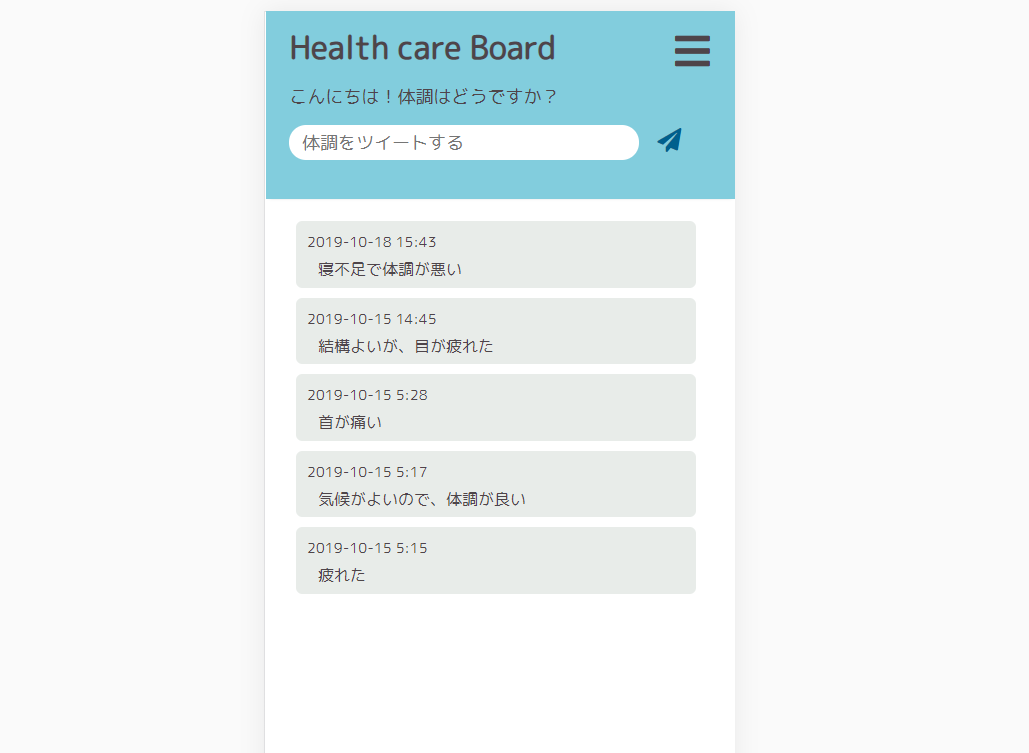 Health care Board
こんにちは！体調はどうですか？
体調をツイートする
2019-10-18 15:43
寝不足で体調が悪い
2019-10-15 14:45
結構よいが、目が疲れた
2019-10-15 5:28
首が痛い
2019-10-15 5:17
気候がよいので、体調が良い
2019-10-15 5:15
疲れた